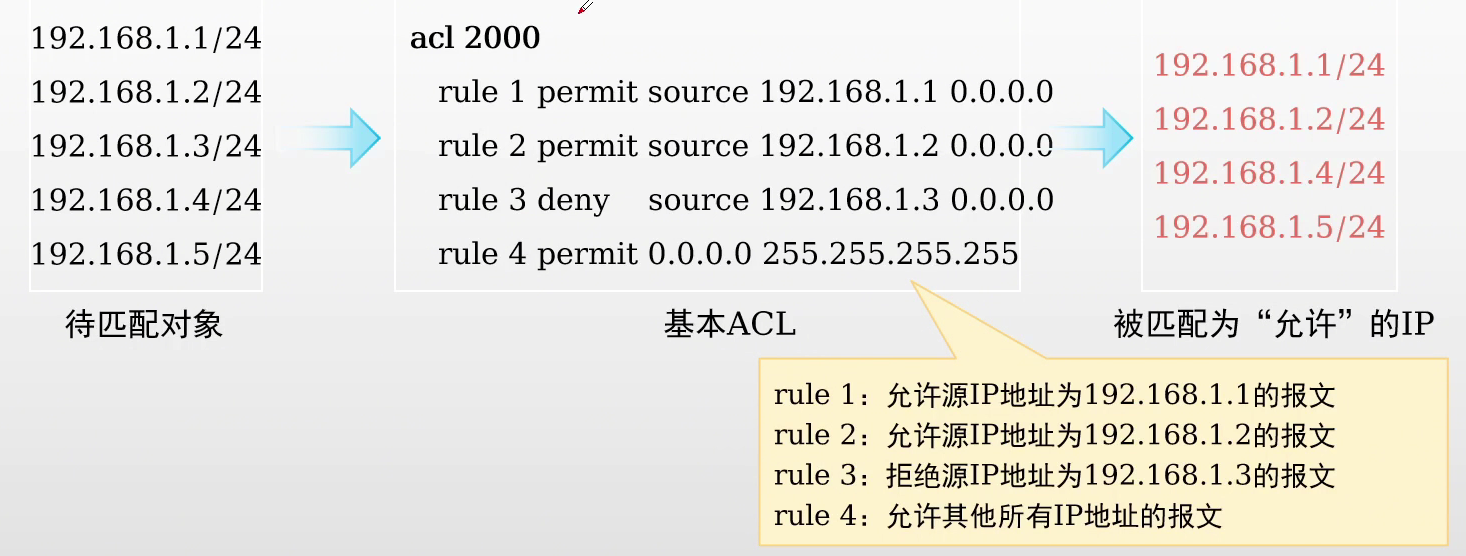 192.168.1.1/24
192.168.1.2/24
192.168.1.3/24
192.168.1.4/24
192.168.1.5/24
待匹配对象
acl 2000
rule 1 permit source 192.168.1.1 0.0.0.0
rule 2 permit source 192.168.1.2 0.0.0.0
rule 3 deny source 192.168.1.3 0.0.0.0
rule 4 permit 0.0.0.0 255.255.255.255
基本ACL
192.168.1.1/24
192.168.1.2/24
192.168.1.4/24
192.168.1.5/24
被匹配为“允许”的IP
rule 1：允许源IP地址为192.168.1.1的报文
rule 2：允许源IP地址为192.168.1.2的报文
rule 3：拒绝源IP地址为192.168.1.3的报文
rule 4：允许其他所有IP地址的报文